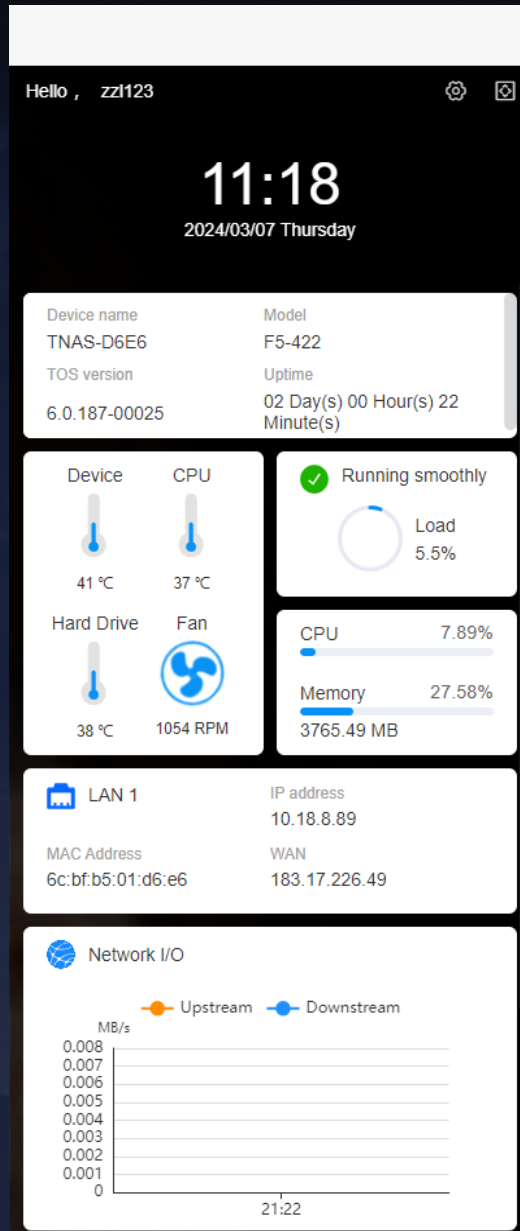 Hello ， zzl123
11:18
2024/03/07 Thursday
Device name
Model
TNAS-D6E6
F5-422
TOS version
Uptime
6.0.187-00025
02 Day(s) 00 Hour(s) 22
Minute(s)
Device
CPU
41 ℃
37 ℃
Hard Drive
Fan
38 ℃
1054 RPM
Running smoothly
Load
5.5%
CPU
7.89%
Memory
27.58%
3765.49 MB
LAN 1
IP address
10.18.8.89
MAC Address
WAN
6c:bf:b5:01:d6:e6
183.17.226.49
Network I/O
Upstream
Downstream
MB/s
0.008
0.007
0.006
0.005
0.004
0.003
0.002
0.001
0
21:22